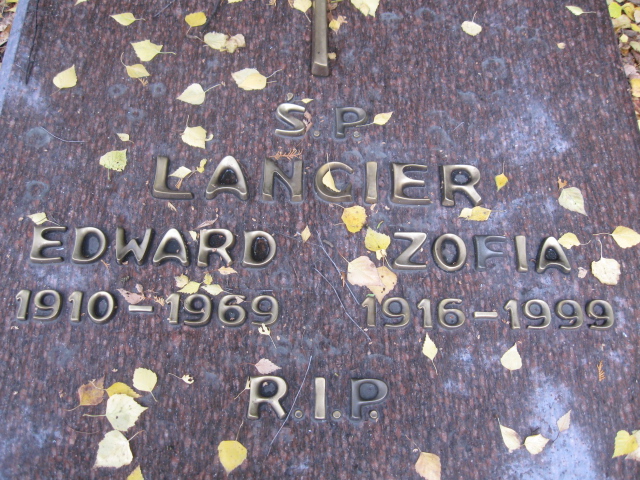 S.P.
LANGIER
EDWARD ZOFIA
1910-1969 1916-1999
R.I.P.